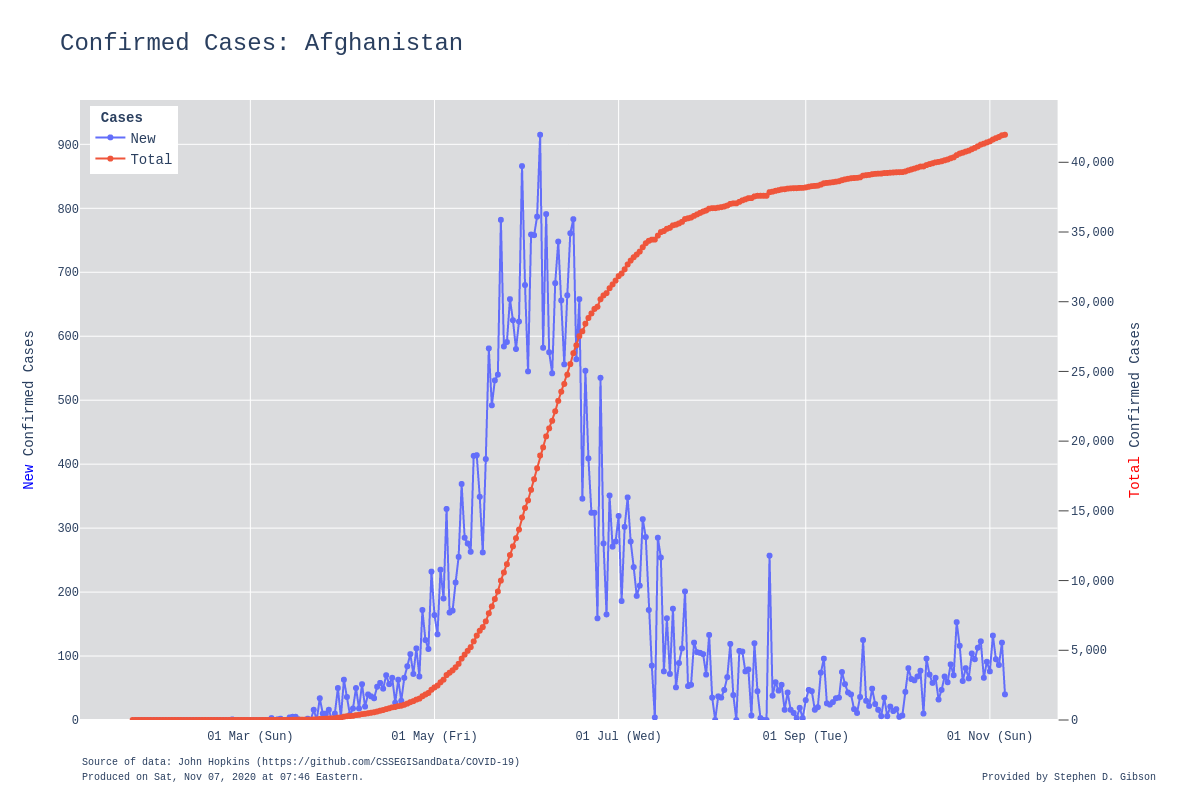 Confirmed Cases: Afghanistan
Cases
New
Total
900
800
700
600
500
400
300
200
100
0
New Confirmed Cases
40,000
35,000
30,000
25,000
20,000
15,000
10,000
5,000
0
Total Confirmed Cases
01 Mar (Sun)
01 May (Fri)
01 Jul (Wed)
01 Sep (Tue)
01 Nov (Sun)
Source of data: John Hopkins (https://github.com/CSSEGISandData/COVID-19)
Produced on Sat, Nov 07, 2020 at 07:46 Eastern.
Provided by Stephen D. Gibson